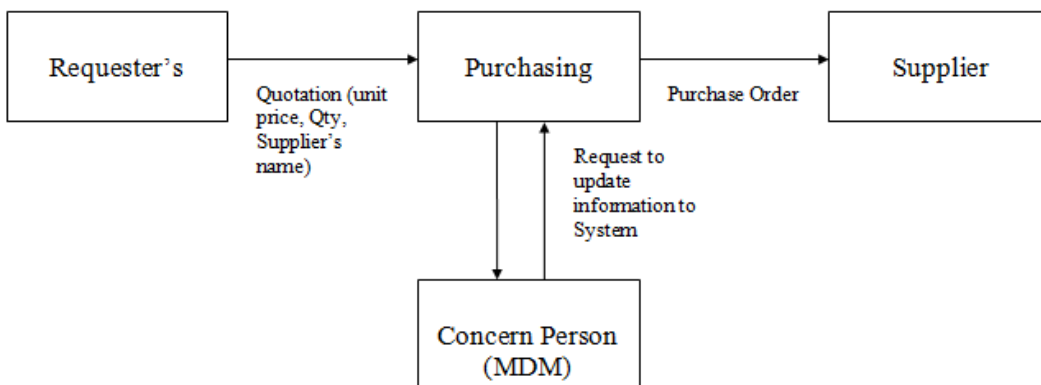 Requester’s
Purchasing
Supplier
Quotation (unit
price, Qty,
Supplier’s
name)
Purchase Order
Request to
update
information to
System
Concern Person
(MDM)